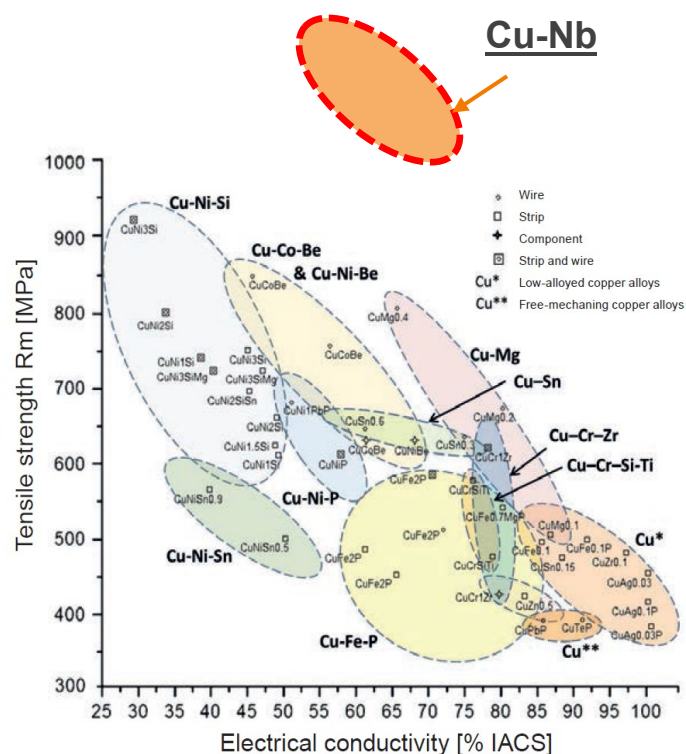 Cu-Nb
1000
900
800
700
600
500
400
300
Tensile strength Rm [MPa]
25 30 35 40 45 50 55 60 65 70 75 80 85 90 95 100
Electrical conductivity [% IACS]
Wire
Strip
Component
Strip and wire
Cu* Low-alloyed copper alloys
Cu** Free-mechaning copper alloys
Cu-Ni-Si
CuNi3Si
CuNi2Si
CuNi1Si
CuNi3SiMg
CuNi3Si
CuNi3SiMg
CuNi2SiSn
CuNi2Si
CuNi1.5Si
CuNi1Si
Cu-Co-Be
& Cu-Ni-Be
CuCoBe
CuCoBe
CuCoBe
CuNiBe
Cu-Mg
CuMg0.4
CuMg0.2
CuMg0.1
Cu–Sn
CuSn0.6
CuSn0.3
CuSn0.15
Cu–Cr–Zr
CuCr1Zr
CuCr1Zr
Cu–Cr–Si-Ti
CuCrSiTi
CuCrSiTi
Cu-Ni-P
CuNi1PbP
CuNiP
Cu-Ni-Sn
CuNiSn0.9
CuNiSn0.5
Cu-Fe-P
CuFe2P
CuFe2P
CuFe2P
CuFe2P
CuFe0.1
CuZn0.5
Cu*
CuFe0.1P
CuZr0.1
CuAg0.03
CuAg0.1P
CuAg0.03P
Cu**
CuPbP
CuTeP